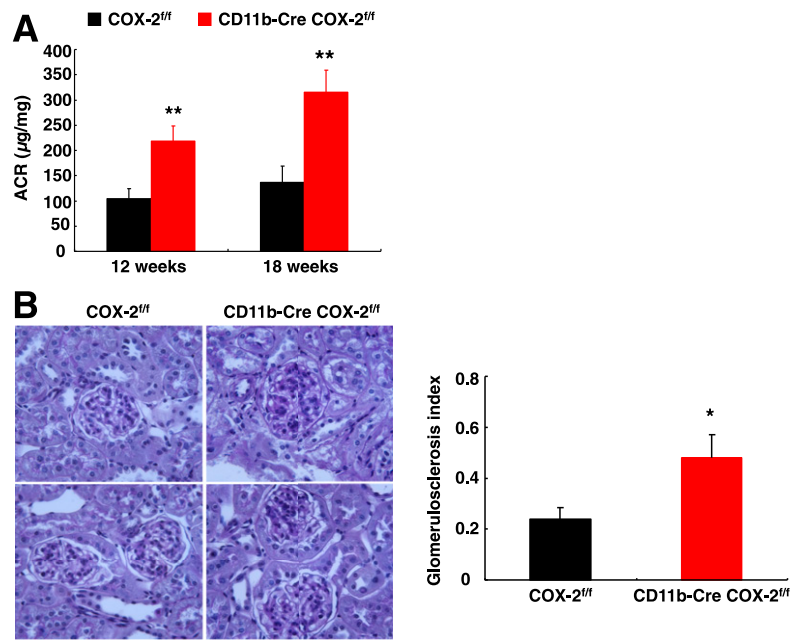 A
COX-2f/f CD11b-Cre COX-2f/f
400
350
300
250
200
150
100
50
0
ACR (µg/mg)
**
**
12 weeks 18 weeks
B
COX-2f/f CD11b-Cre COX-2f/f
0.8
0.6
0.4
0.2
0
Glomerulosclerosis index
*
COX-2f/f CD11b-Cre COX-2f/f